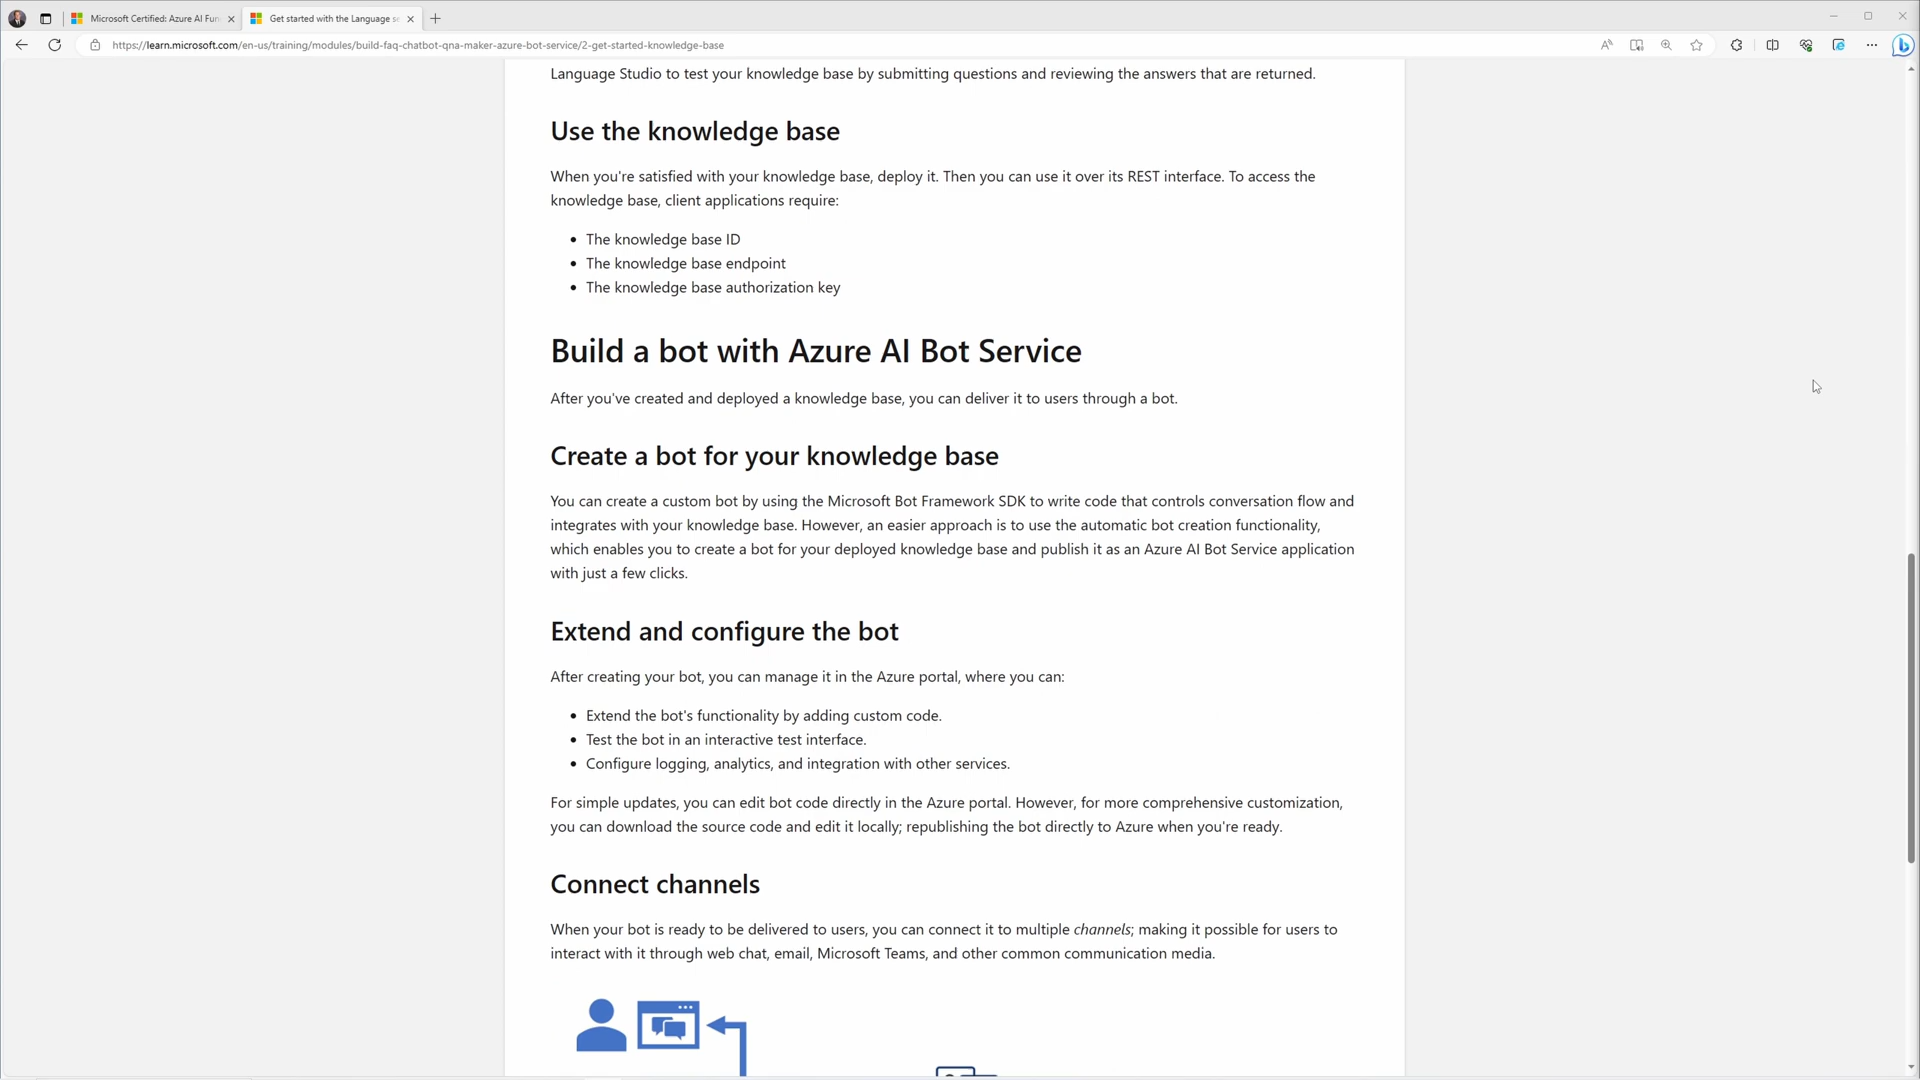 Microsoft Certified: Azure AI Fun
Get started with the Language se
https://learn.microsoft.com/en-us/training/modules/build-faq-chatbot-qna-maker-azure-bot-service/2-get-started-knowledge-base
Language Studio to test your knowledge base by submitting questions and reviewing the answers that are returned.
Use the knowledge base
When you're satisfied with your knowledge base, deploy it. Then you can use it over its REST interface. To access the
knowledge base, client applications require:
• The knowledge base ID
• The knowledge base endpoint
• The knowledge base authorization key
Build a bot with Azure AI Bot Service
After you've created and deployed a knowledge base, you can deliver it to users through a bot.
Create a bot for your knowledge base
You can create a custom bot by using the Microsoft Bot Framework SDK to write code that controls conversation flow and
integrates with your knowledge base. However, an easier approach is to use the automatic bot creation functionality,
which enables you to create a bot for your deployed knowledge base and publish it as an Azure AI Bot Service application
with just a few clicks.
Extend and configure the bot
After creating your bot, you can manage it in the Azure portal, where you can:
• Extend the bot's functionality by adding custom code.
• Test the bot in an interactive test interface.
• Configure logging, analytics, and integration with other services.
For simple updates, you can edit bot code directly in the Azure portal. However, for more comprehensive customization,
you can download the source code and edit it locally; republishing the bot directly to Azure when you're ready.
Connect channels
When your bot is ready to be delivered to users, you can connect it to multiple channels; making it possible for users to
interact with it through web chat, email, Microsoft Teams, and other common communication media.